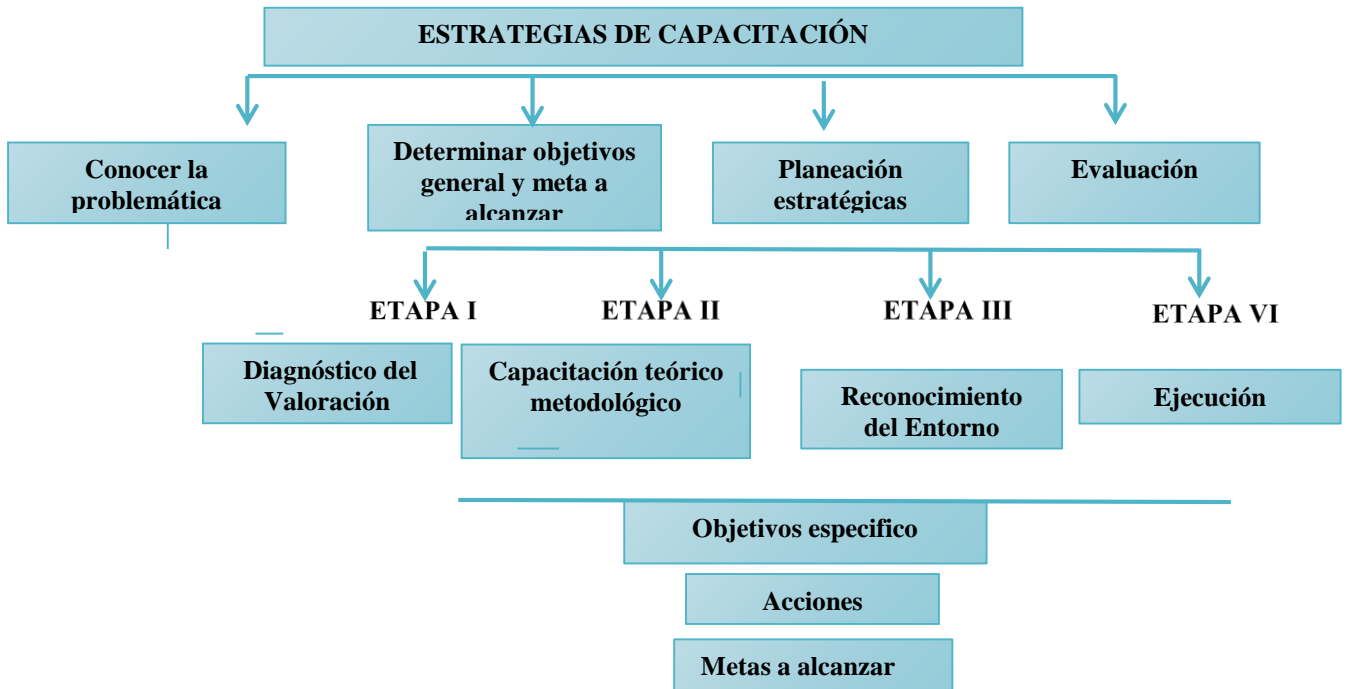 ESTRATEGIAS DE CAPACITACIÓN
Conocer la
problemática
Determinar objetivos
general y meta a
alcanzar
Planeación
estratégicas
Evaluación
ETAPA I
ETAPA II
ETAPA III
ETAPA VI
Diagnóstico del
Valoración
Capacitación teórico
metodológico
Reconocimiento
del Entorno
Ejecución
Objetivos especifico
Acciones
Metas a alcanzar